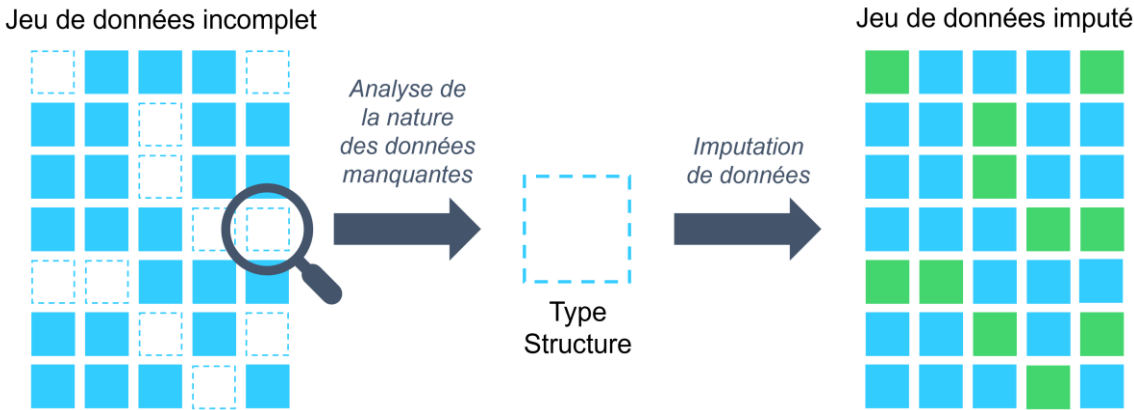 Jeu de données incomplet
Analyse de
la nature
des données
manquantes
Type
Structure
Imputation
de données
Jeu de données imputé